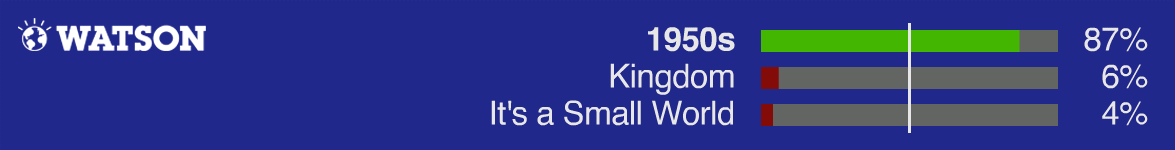 WATSON
1950s 87%
Kingdom 6%
It's a Small World 4%